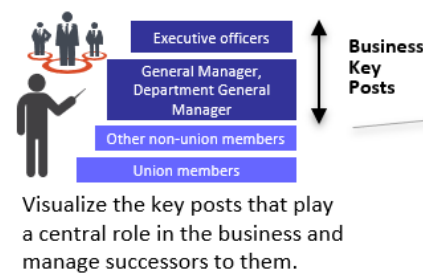 Executive officers
General Manager,
Department General
Manager
Other non-union members
Union members
Business
Key
Posts
Visualize the key posts that play
a central role in the business and
manage successors to them.